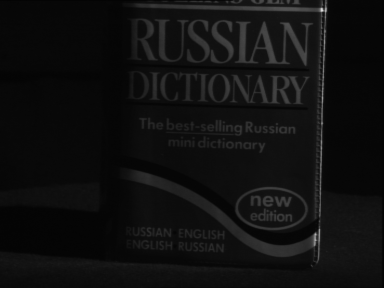 RUSSIAN
DICTIONARY
The best-selling Russian
mini dictionary
new
edition
RUSSIAN ENGLISH
ENGLISH RUSSIAN